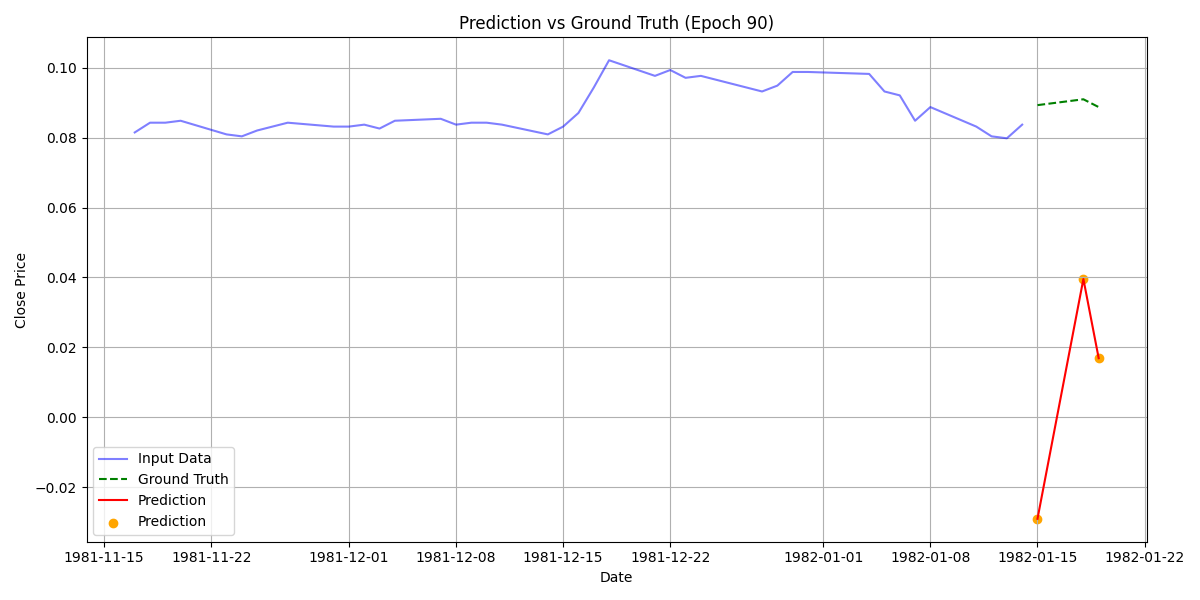 Prediction vs Ground Truth (Epoch 90)
Close Price
0.10
0.08
0.06
0.04
0.02
0.00
−0.02
Input Data
Ground Truth
Prediction
Prediction
1981-11-15 1981-11-22 1981-12-01 1981-12-08 1981-12-15 1981-12-22 1982-01-01 1982-01-08 1982-01-15 1982-01-22
Date